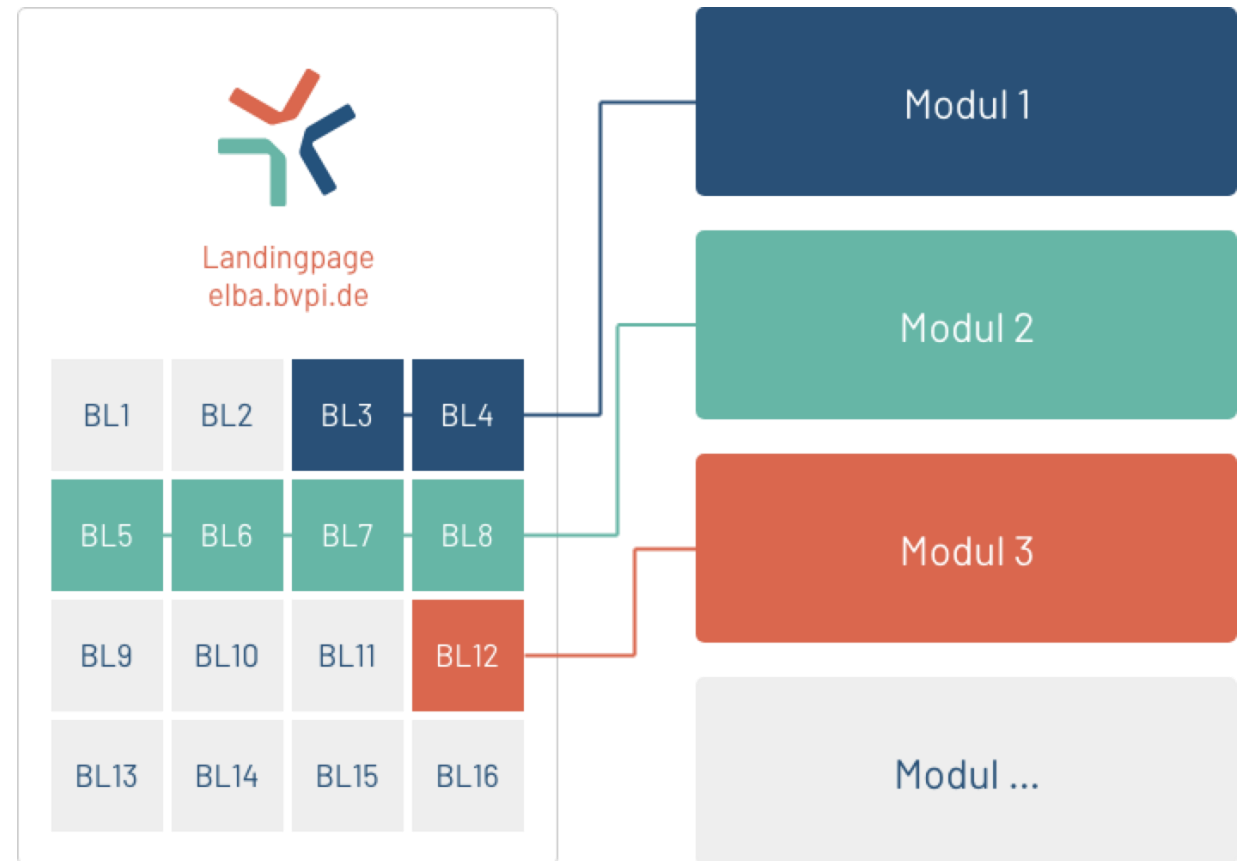 Landingpage
elba.bvpi.de
BL1 BL2 BL3 BL4
BL5 BL6 BL7 BL8
BL9 BL10 BL11 BL12
BL13 BL14 BL15 BL16
Modul 1
Modul 2
Modul 3
Modul ...